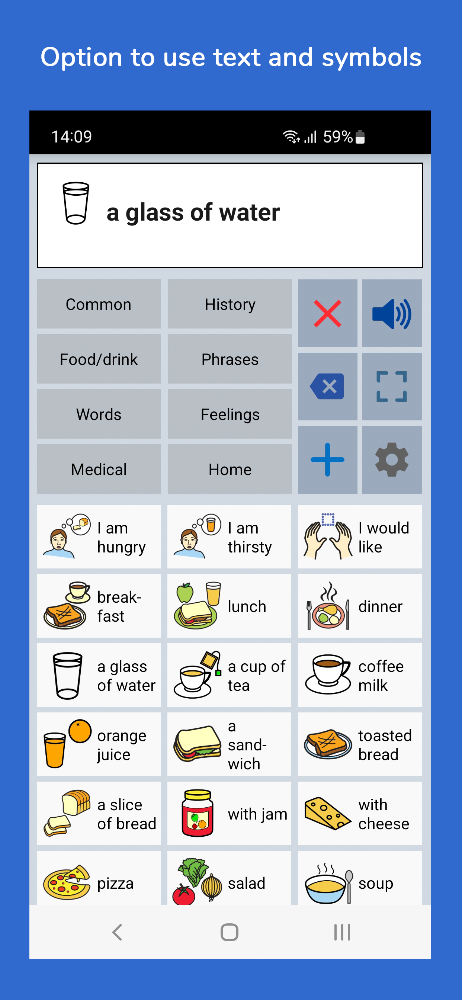 Option to use text and symbols
14:09 59%
a glass of water
Common History
Food/drink Phrases
Words Feelings
Medical Home
I am
hungry
I am
thirsty
I would
like
break-
fast
lunch
dinner
a glass
of water
a cup of
tea
coffee
milk
orange
juice
a
sand-
wich
toasted
bread
a slice
of bread
with jam
with
cheese
pizza
salad
soup